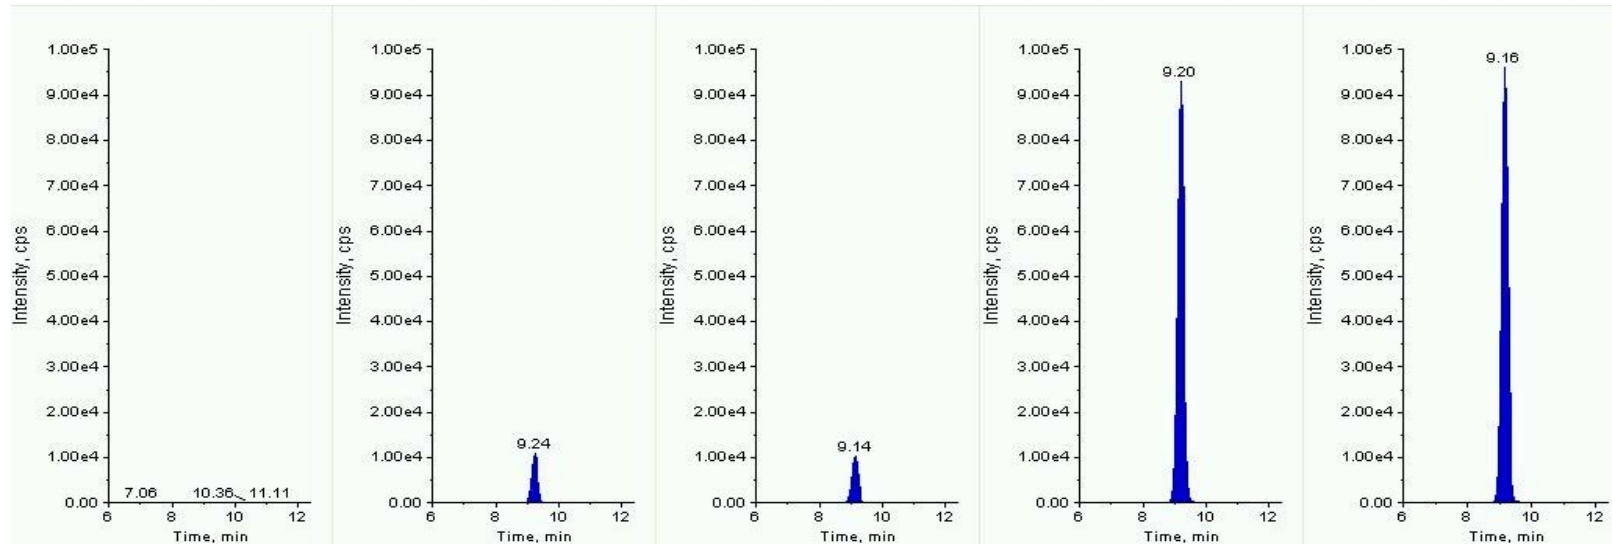 Intensity, cps
1.00e5
9.00e4
8.00e4
7.00e4
6.00e4
5.00e4
4.00e4
3.00e4
2.00e4
1.00e4
0.00
7.06 10.36 11.11
6 8 10 12
Time, min
Intensity, cps
1.00e5
9.00e4
8.00e4
7.00e4
6.00e4
5.00e4
4.00e4
3.00e4
2.00e4
1.00e4
0.00
9.24
6 8 10 12
Time, min
Intensity, cps
1.00e5
9.00e4
8.00e4
7.00e4
6.00e4
5.00e4
4.00e4
3.00e4
2.00e4
1.00e4
0.00
9.14
6 8 10 12
Time, min
Intensity, cps
1.00e5
9.00e4
8.00e4
7.00e4
6.00e4
5.00e4
4.00e4
3.00e4
2.00e4
1.00e4
0.00
9.20
6 8 10 12
Time, min
Intensity, cps
1.00e5
9.00e4
8.00e4
7.00e4
6.00e4
5.00e4
4.00e4
3.00e4
2.00e4
1.00e4
0.00
9.16
6 8 10 12
Time, min